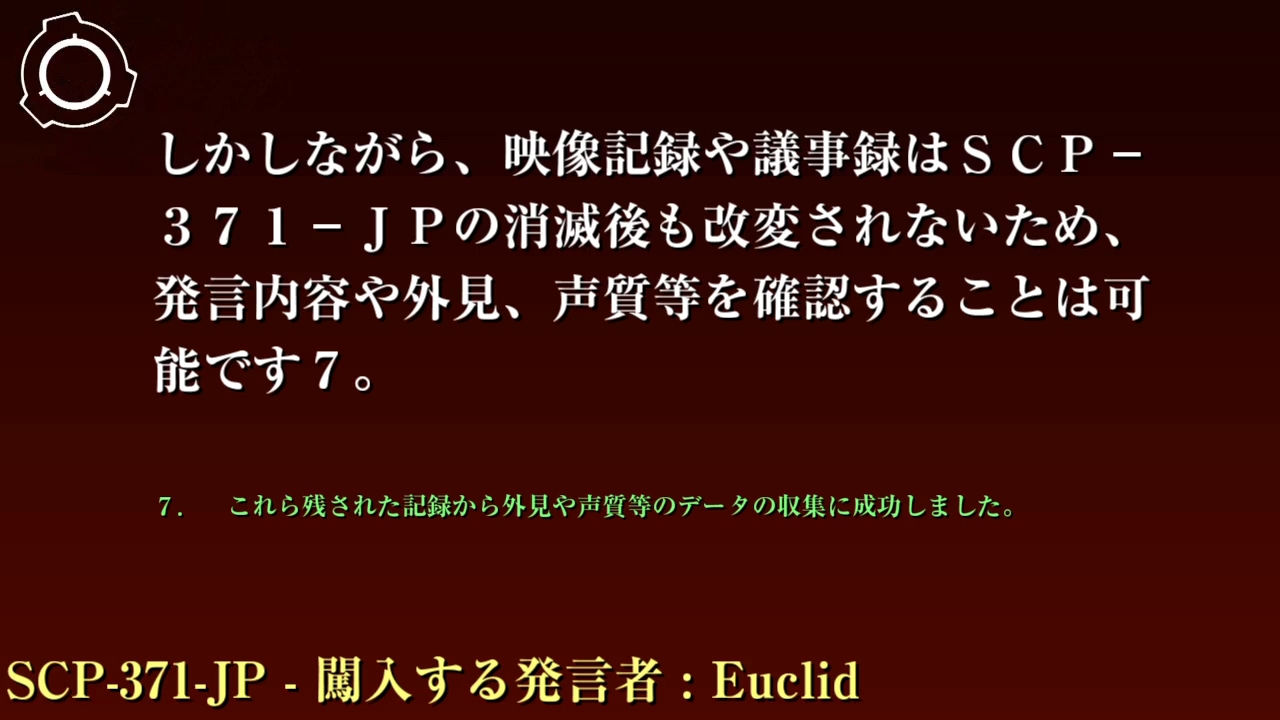 しかしながら、映像記録や議事録はＳＣＰ－
３７１－ＪＰの消滅後も改変されないため、
発言内容や外見、声質等を確認することは可
能です７。
７．　これら残された記録から外見や声質等のデータの収集に成功しました。
SCP-371-JP - 闖入する発言者：Euclid